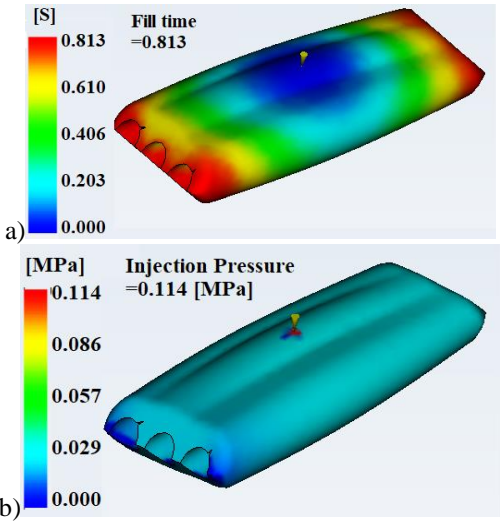 [S]
Fill time
=0.813
0.813
0.610
0.406
0.203
0.000
a)
[MPa]
Injection Pressure
=0.114 [MPa]
0.114
0.086
0.057
0.029
0.000
b)